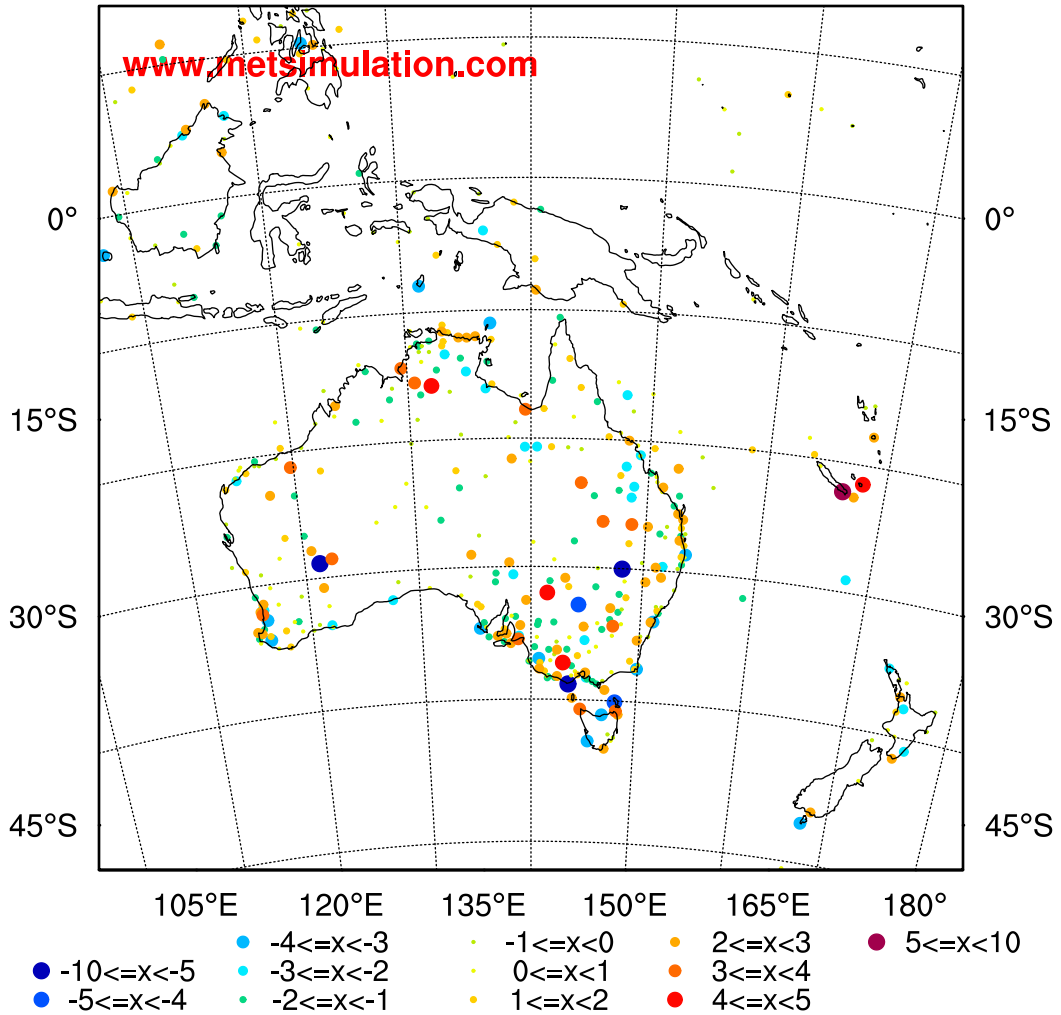 www.metsimulation.com
0° 0°
15°S 15°S
30°S 30°S
45°S 45°S
105°E 120°E 135°E 150°E 165°E 180°
-4<=x<-3 -1<=x<0 2<=x<3 5<=x<10
-10<=x<-5 -3<=x<-2 0<=x<1 3<=x<4
-5<=x<-4 -2<=x<-1 1<=x<2 4<=x<5